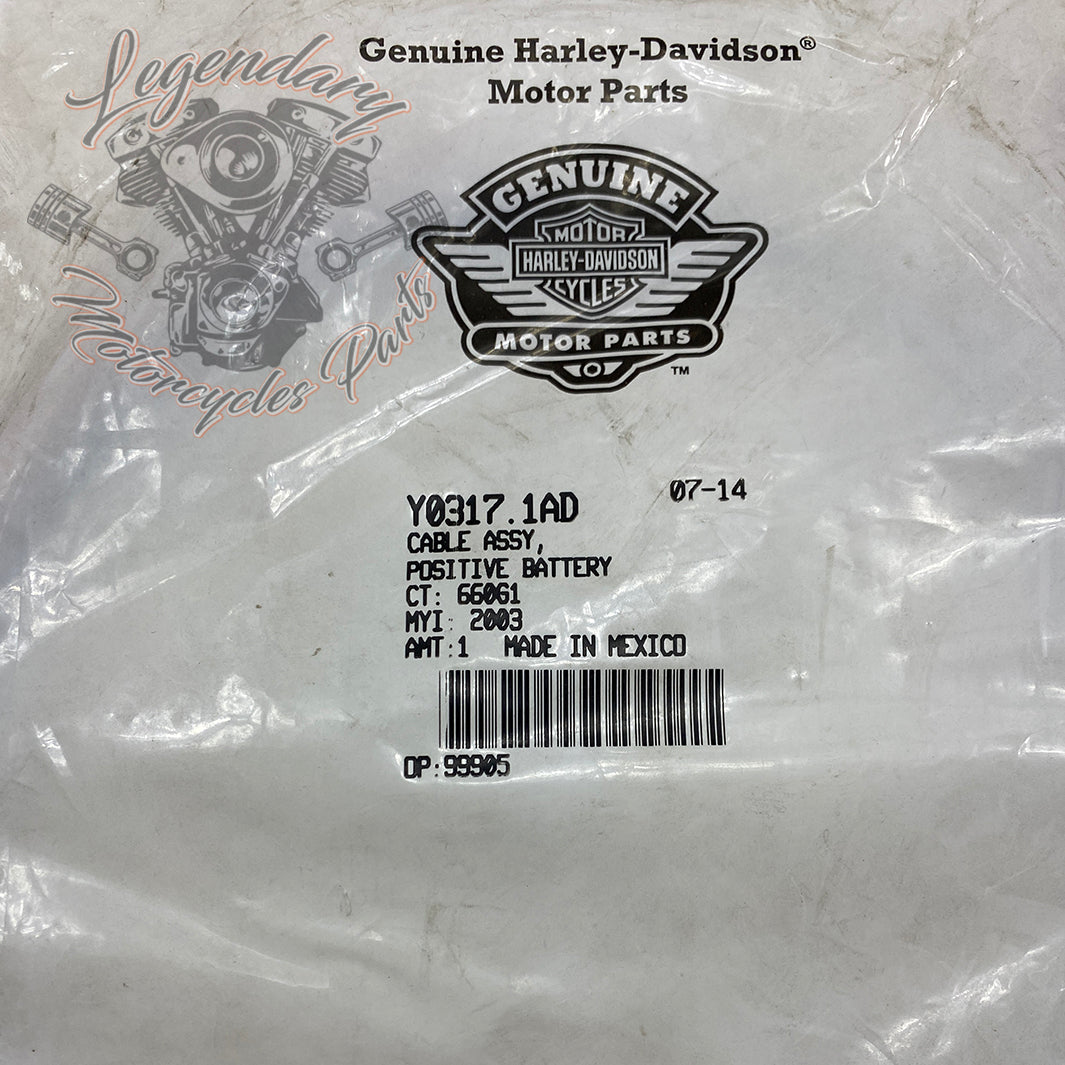 Legendary
Motorcycles Parts
Genuine Harley-Davidson®
Motor Parts
GENUINE
MOTOR
HARLEY-DAVIDSON
CYCLES
MOTOR PARTS
TM
Y0317.1AD
07-14
CABLE ASSY,
POSITIVE BATTERY
CT: 66061
MYI: 2003
AMT:1 MADE IN MEXICO
OP:99905